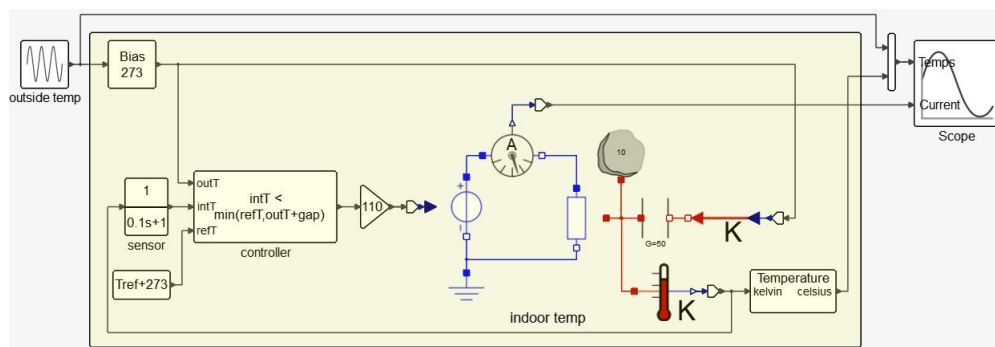 outside temp
Bias
273
Temps
Current
Scope
A
10
1
0.1s+1
sensor
outT
intT
refT
intT <
min(refT,outT+gap)
controller
110
+
-
G=50
K
Tref+273
K
Temperature
kelvin celsius
indoor temp